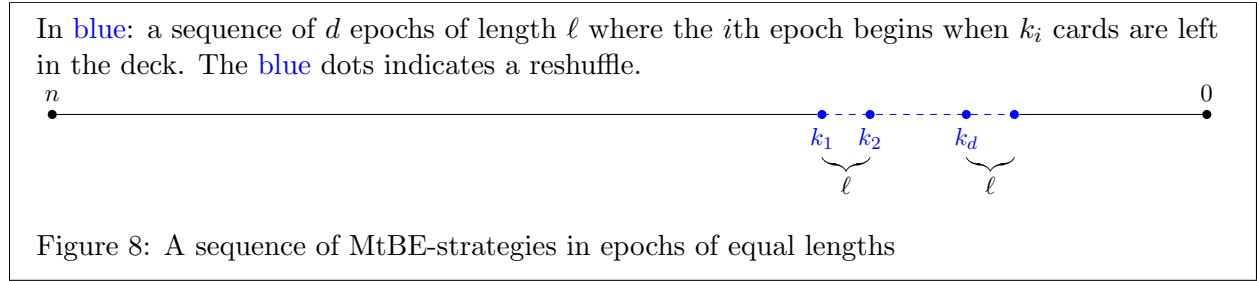 In blue: a sequence of d epochs of length ℓ where the ith epoch begins when k_i cards are left
in the deck. The blue dots indicates a reshuffle.
n 0
k_1 k_2 k_d
ℓ ℓ
Figure 8: A sequence of MtBE-strategies in epochs of equal lengths